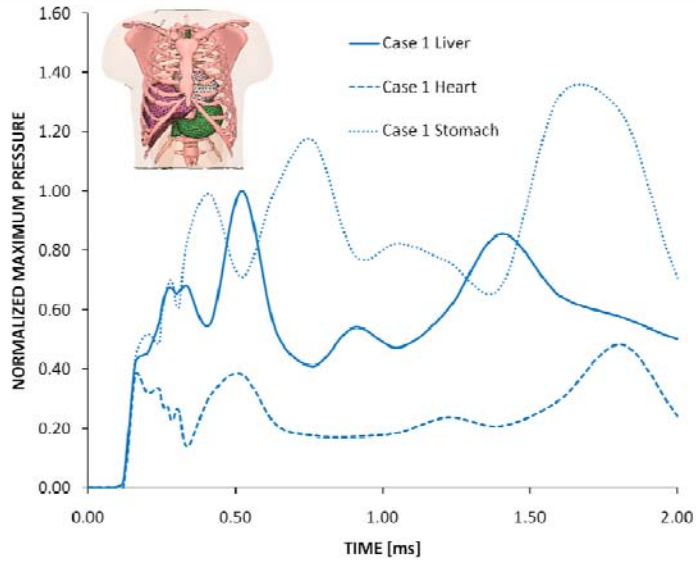 NORMALIZED MAXIMUM PRESSURE
1.60
1.40
1.20
1.00
0.80
0.60
0.40
0.20
0.00
Case 1 Liver
Case 1 Heart
Case 1 Stomach
0.00 0.50 1.00 1.50 2.00
TIME [ms]